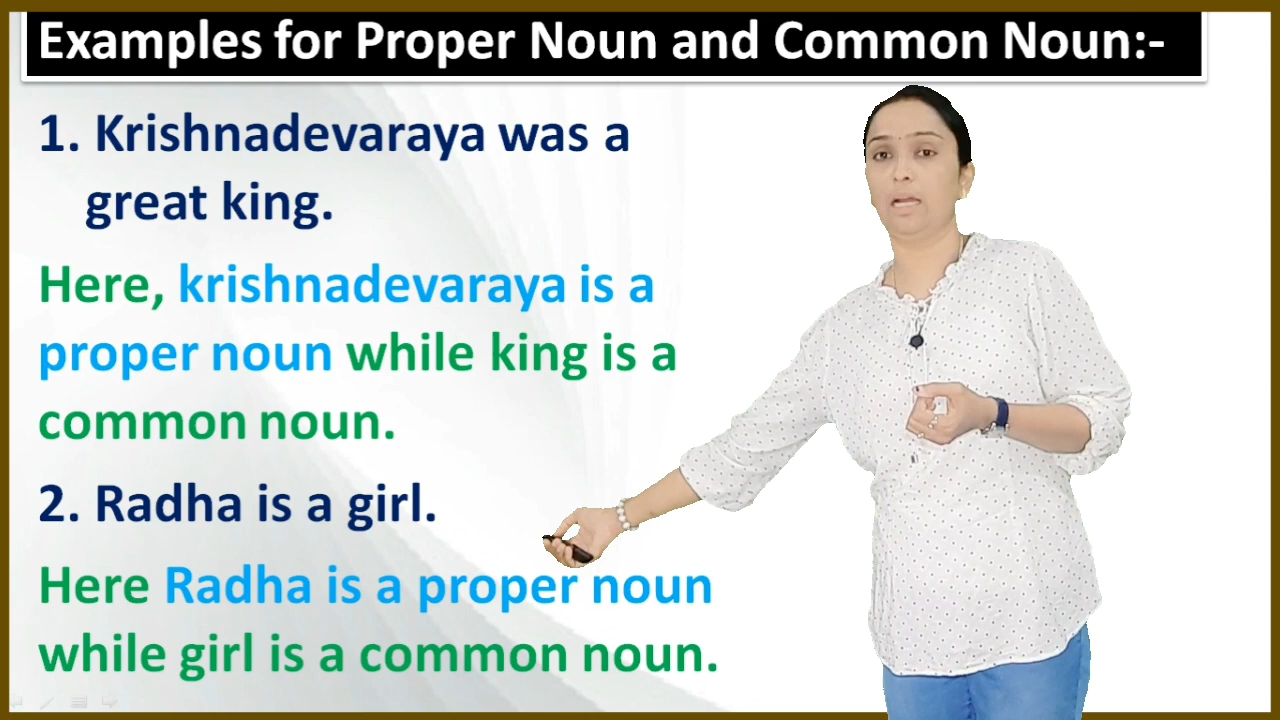 Examples for Proper Noun and Common Noun:-
1. Krishnadevaraya was a
great king.
Here, krishnadevaraya is a
proper noun while king is a
common noun.
2. Radha is a girl.
Here Radha is a proper noun
while girl is a common noun.